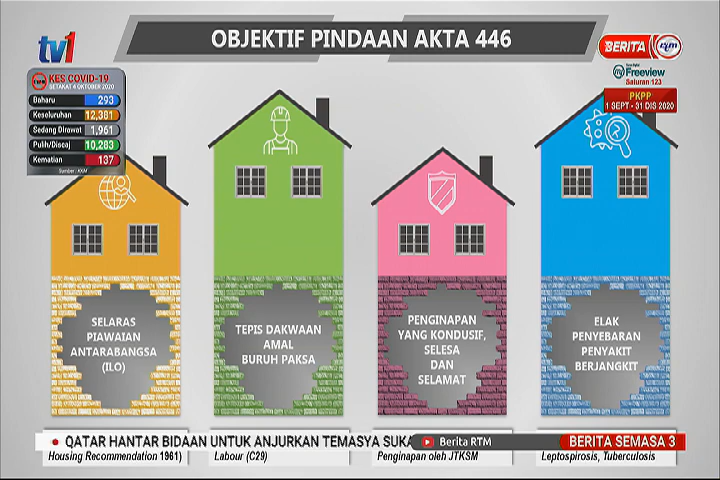 OBJEKTIF PINDAAN AKTA 446
tv1
BERITA rtm
Freeview
Saluran 123
PKPP
1 SEPT - 31 DIS 2020
KES COVID-19
SETAKAT 4 OKTOBER 2020
Baharu 293
Keseluruhan 12,381
Sedang Dirawat 1,961
Pulih/Discaj 10,283
Kematian 137
Sumber : KKM
SELARAS
PIAWAIAN
ANTARABANGSA
(ILO)
TEPIS DAKWAAN
AMAL
BURUH PAKSA
PENGINAPAN
YANG KONDUSIF,
SELESA
DAN
SELAMAT
ELAK
PENYEBARAN
PENYAKIT
BERJANGKIT
QATAR HANTAR BIDAAN UNTUK ANJURKAN TEMASYA SUKA
Berita RTM
BERITA SEMASA 3
Housing Recommendation 1961)
Labour (C29)
Penginapan oleh JTKSM
Leptospirosis, Tuberculosis